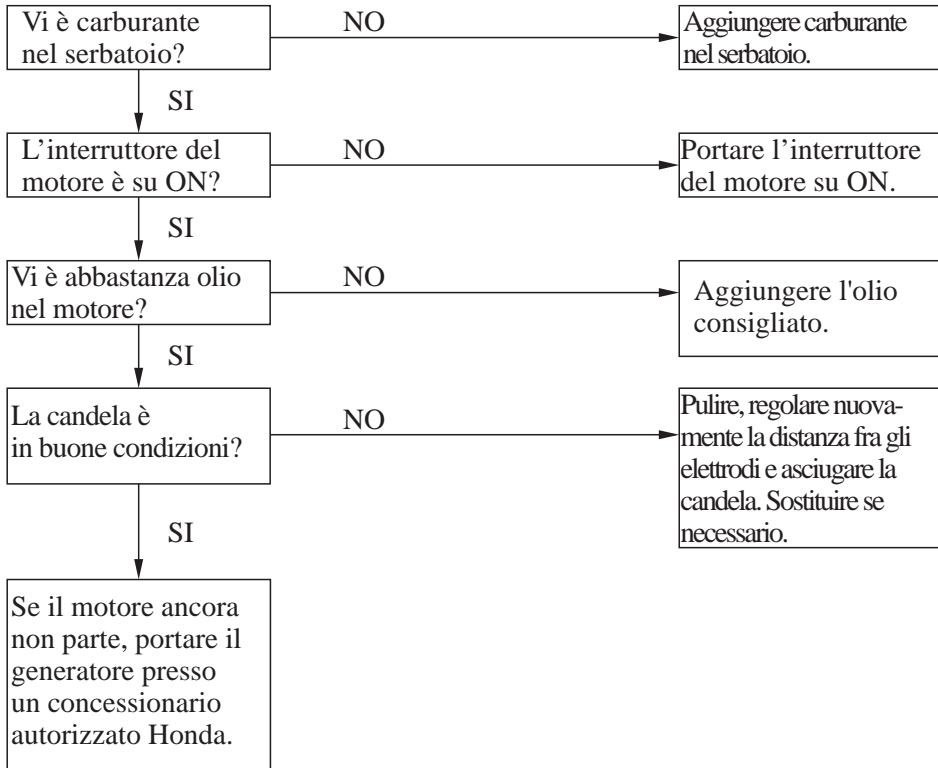 Vi è carburante
nel serbatoio?
NO
Aggiungere carburante
nel serbatoio.
SI
L’interruttore del
motore è su ON?
NO
Portare l’interruttore
del motore su ON.
SI
Vi è abbastanza olio
nel motore?
NO
Aggiungere l'olio
consigliato.
SI
La candela è
in buone condizioni?
NO
Pulire, regolare nuova-
mente la distanza fra gli
elettrodi e asciugare la
candela. Sostituire se
necessario.
SI
Se il motore ancora
non parte, portare il
generatore presso
un concessionario
autorizzato Honda.